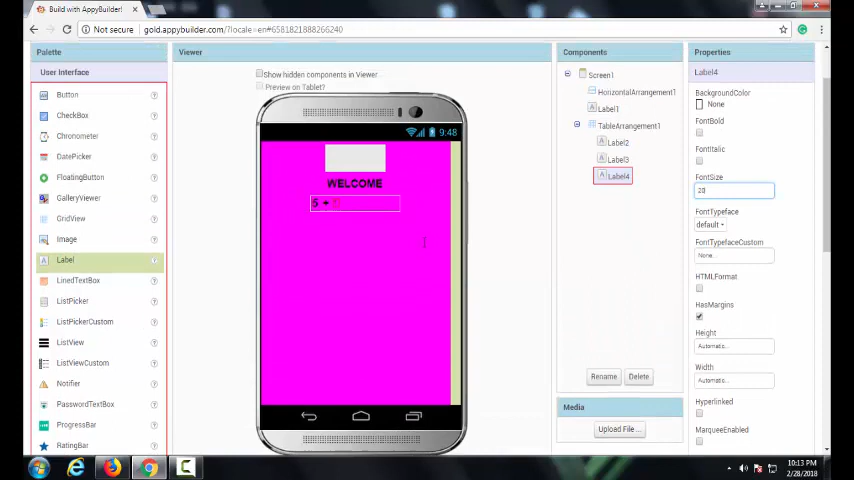 Build with AppyBuilder!
Not secure | gold.appybuilder.com/?locale=en#6581821888266240
Palette
Viewer
Components
Properties
User Interface
Button
CheckBox
Chronometer
DatePicker
FloatingButton
GalleryViewer
GridView
Image
Label
LinedTextBox
ListPicker
ListPickerCustom
ListView
ListViewCustom
Notifier
PasswordTextBox
ProgressBar
RatingBar
Show hidden components in Viewer
Preview on Tablet?
9:48
WELCOME
5 +
Screen1
HorizontalArrangement1
Label1
TableArrangement1
Label2
Label3
Label4
Rename
Delete
Media
Upload File ...
Label4
BackgroundColor
None
FontBold
FontItalic
FontSize
20
FontTypeface
default
FontTypefaceCustom
None...
HTMLFormat
HasMargins
Height
Automatic...
Width
Automatic...
Hyperlinked
MarqueeEnabled
10:13 PM
2/28/2018